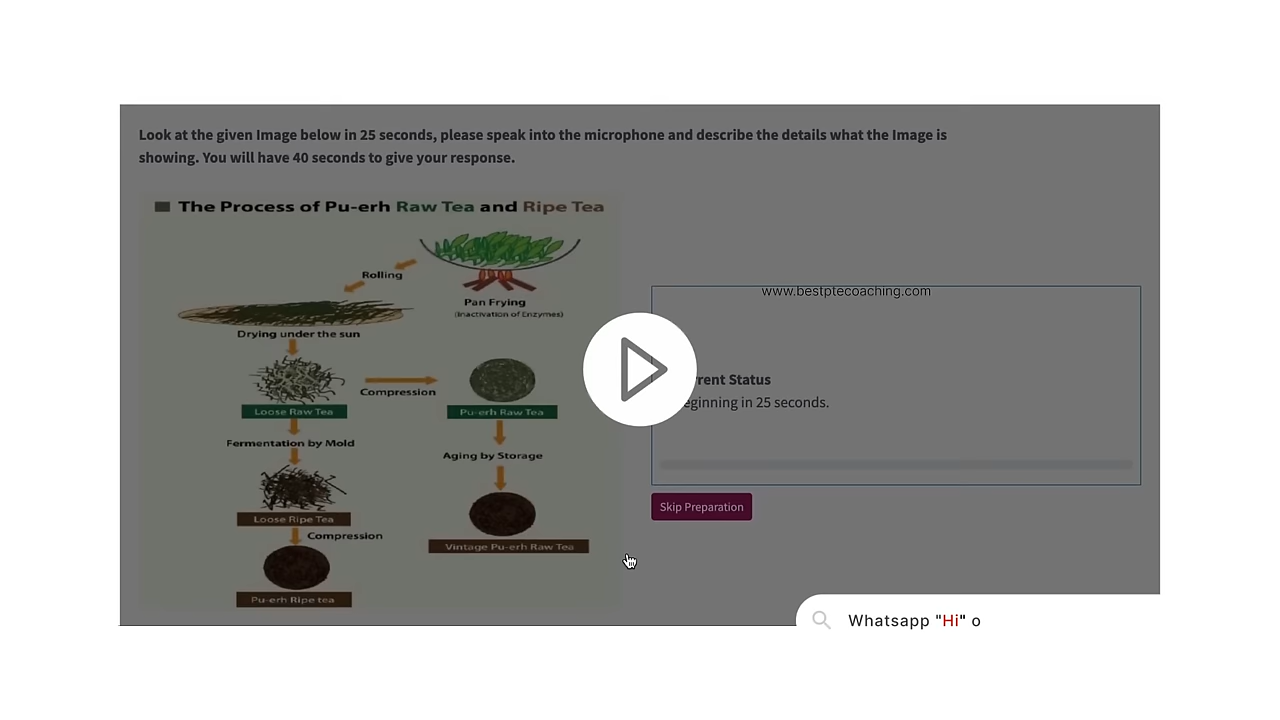 Look at the given Image below in 25 seconds, please speak into the microphone and describe the details what the Image is
showing. You will have 40 seconds to give your response.
The Process of Pu-erh Raw Tea and Ripe Tea
Rolling
Pan Frying
(Inactivation of Enzymes)
Drying under the sun
Compression
Loose Raw Tea
Pu-erh Raw Tea
Fermentation by Mold
Aging by Storage
Loose Ripe Tea
Compression
Vintage Pu-erh Raw Tea
Pu-erh Ripe tea
www.bestptecoaching.com
rrent Status
eginning in 25 seconds.
Skip Preparation
Whatsapp "Hi" o